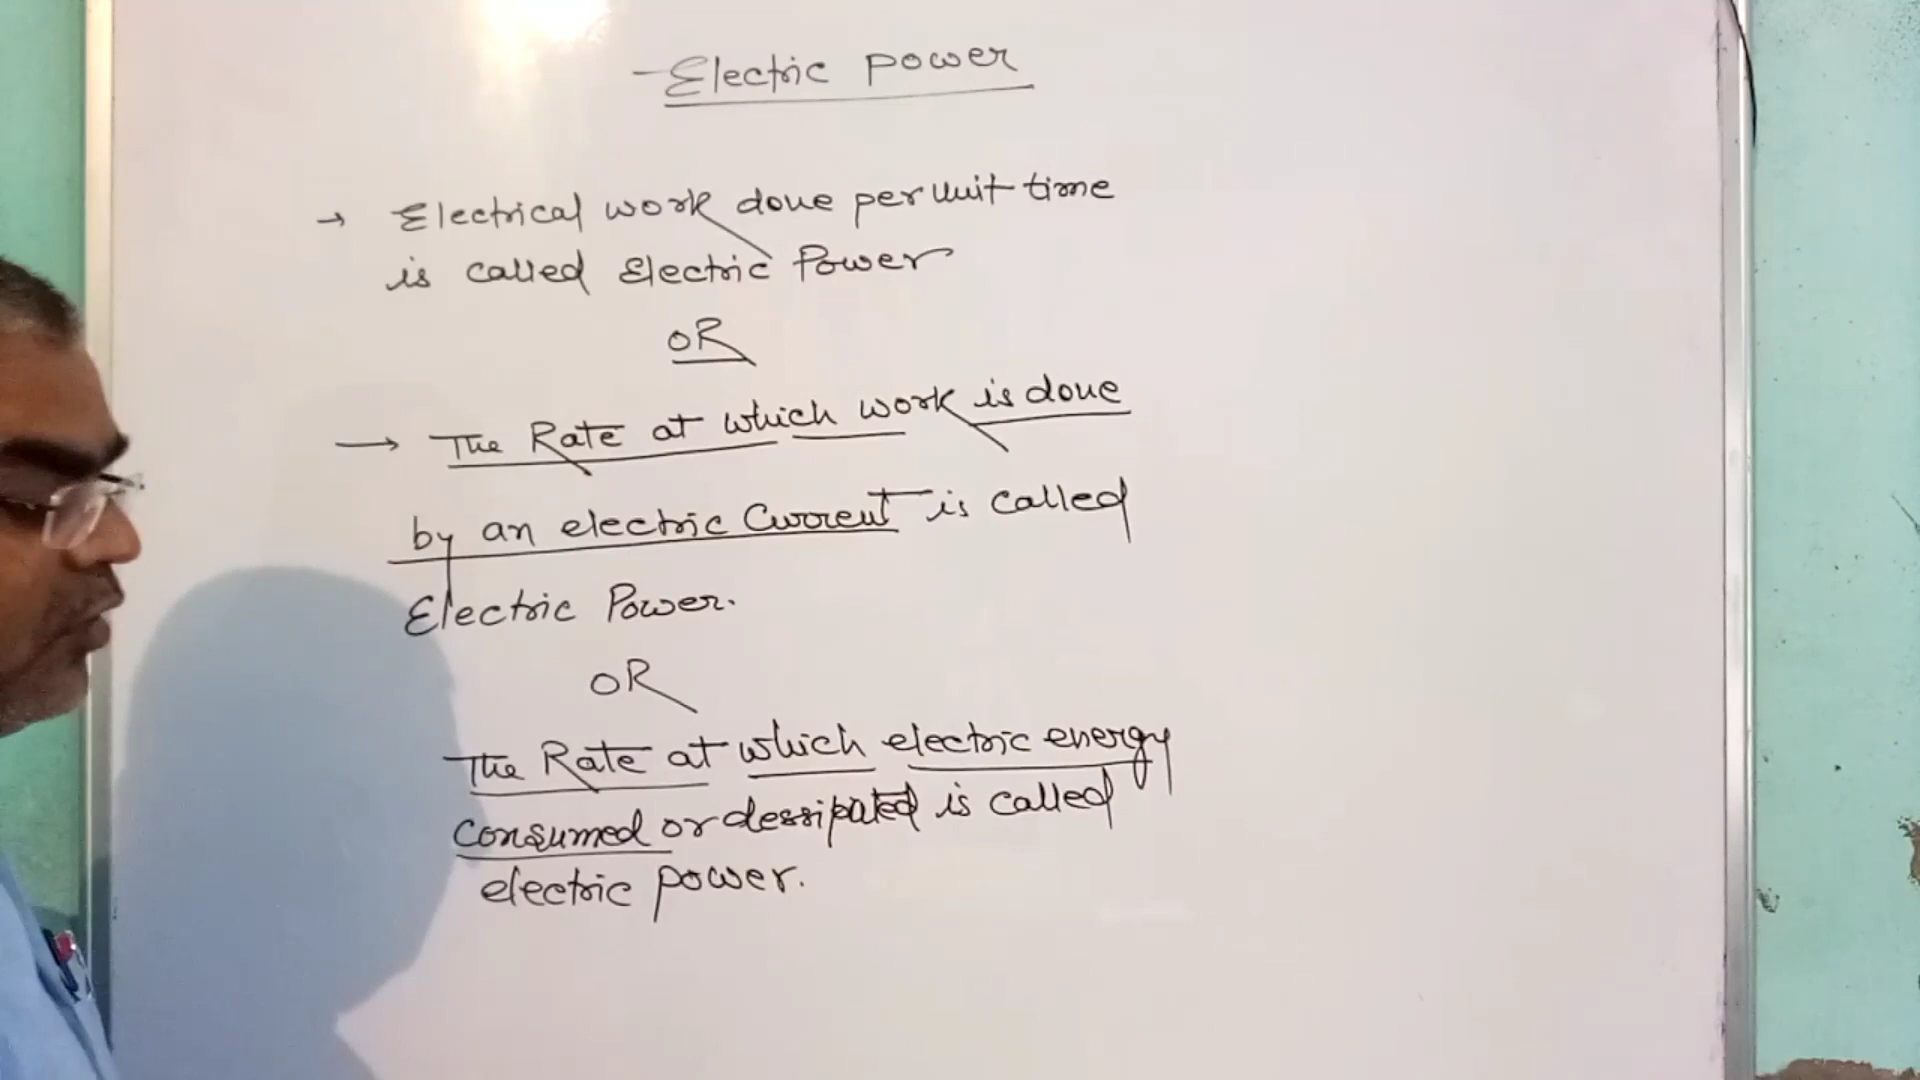 Electric power
→ Electrical work done per unit time
is called Electric Power
OR
→ The Rate at which work is done
by an electric Current is called
Electric Power.
OR
The Rate at which electric energy
consumed or dessipated is called
electric power.